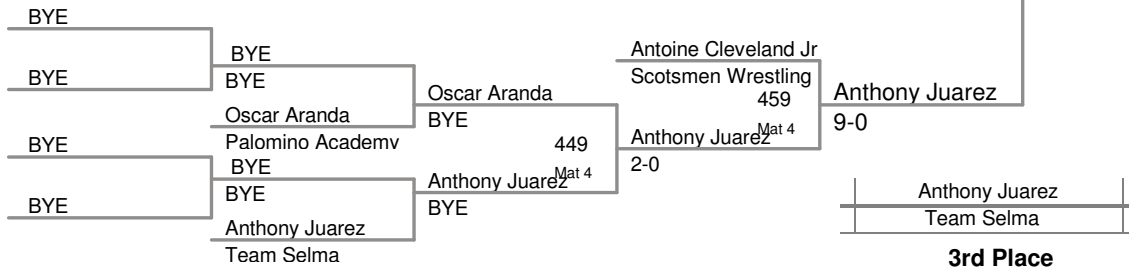 BYE
BYE
BYE
BYE
BYE
BYE
Oscar Aranda
Palomino Academy
BYE
BYE
Anthony Juarez
Team Selma
Oscar Aranda
BYE
449
Mat 4
Anthony Juarez
BYE
Antoine Cleveland Jr
Scotsmen Wrestling
459
Mat 4
Anthony Juarez
2-0
Anthony Juarez
9-0
Anthony Juarez
Team Selma
3rd Place